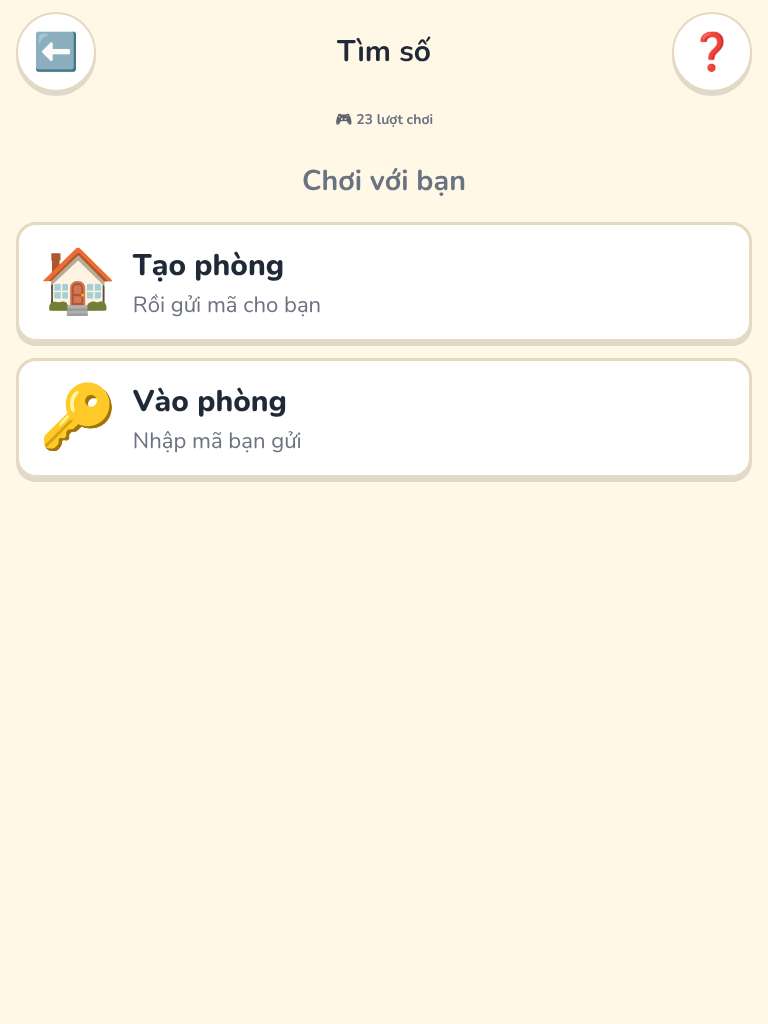 Tìm số
23 lượt chơi
Chơi với bạn
Tạo phòng
Rồi gửi mã cho bạn
Vào phòng
Nhập mã bạn gửi